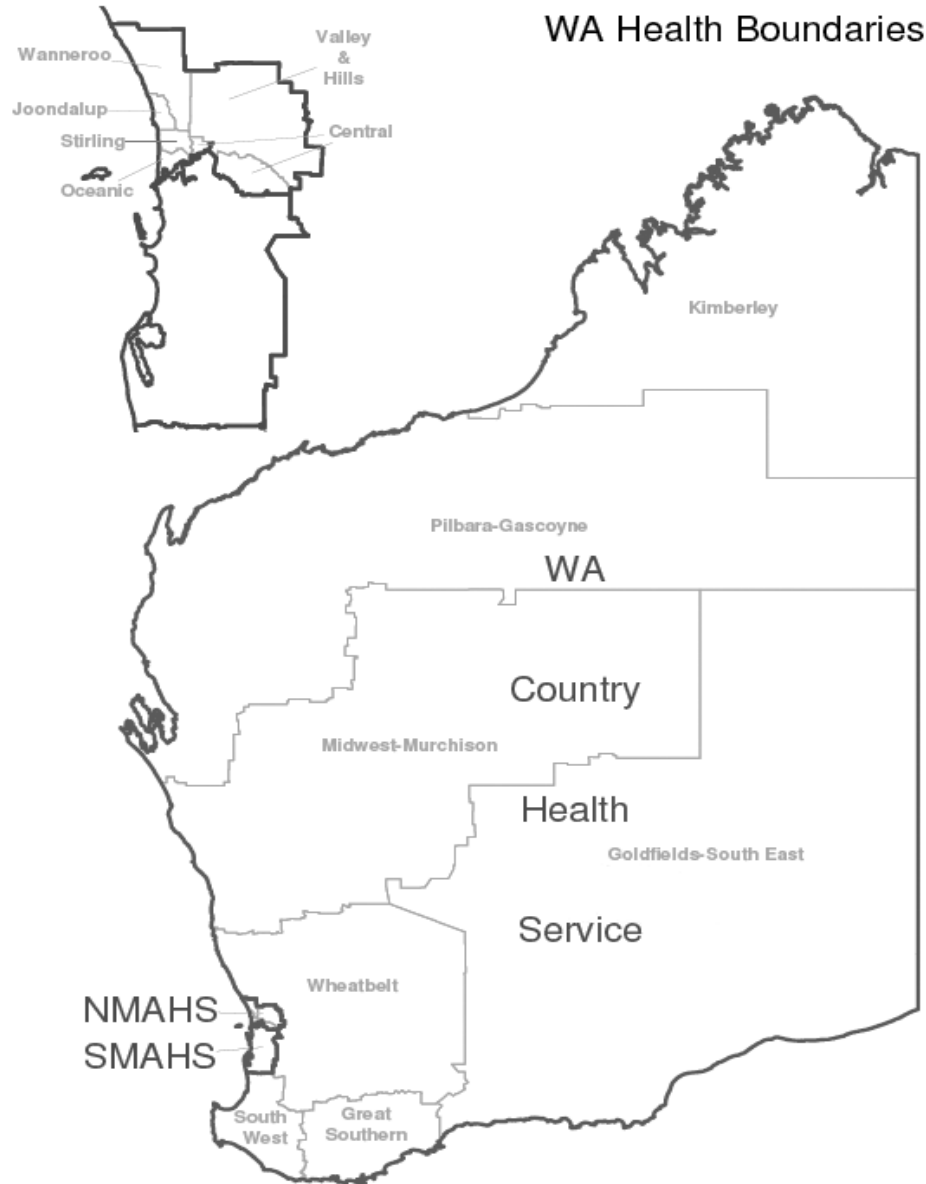 WA Health Boundaries
Wanneroo
Valley
&
Hills
Joondalup
Stirling
Central
Oceanic
Kimberley
Pilbara-Gascoyne
WA
Country
Midwest-Murchison
Health
Goldfields-South East
Service
Wheatbelt
NMAHS
SMAHS
South
West
Great
Southern